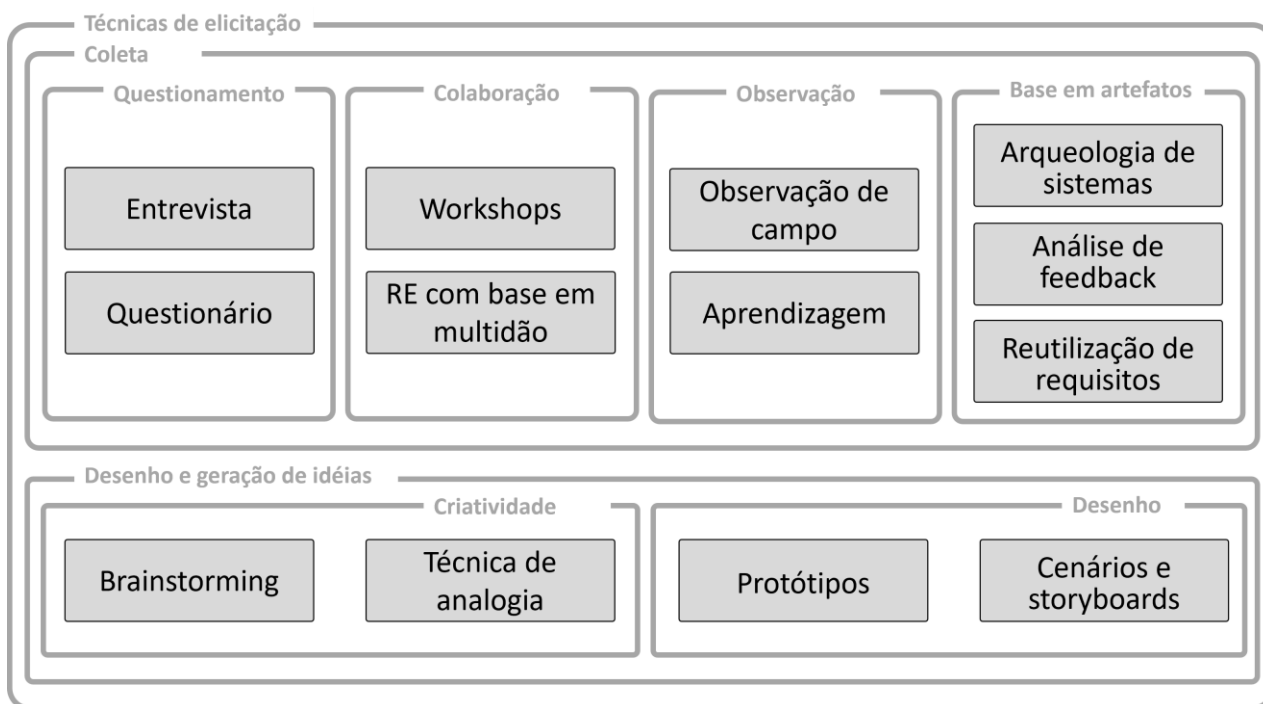 Técnicas de elicitação
Coleta
Questionamento
Entrevista
Questionário
Colaboração
Workshops
RE com base em
multidão
Observação
Observação de
campo
Aprendizagem
Base em artefatos
Arqueologia de
sistemas
Análise de
feedback
Reutilização de
requisitos
Desenho e geração de idéias
Criatividade
Brainstorming
Técnica de
analogia
Desenho
Protótipos
Cenários e
storyboards